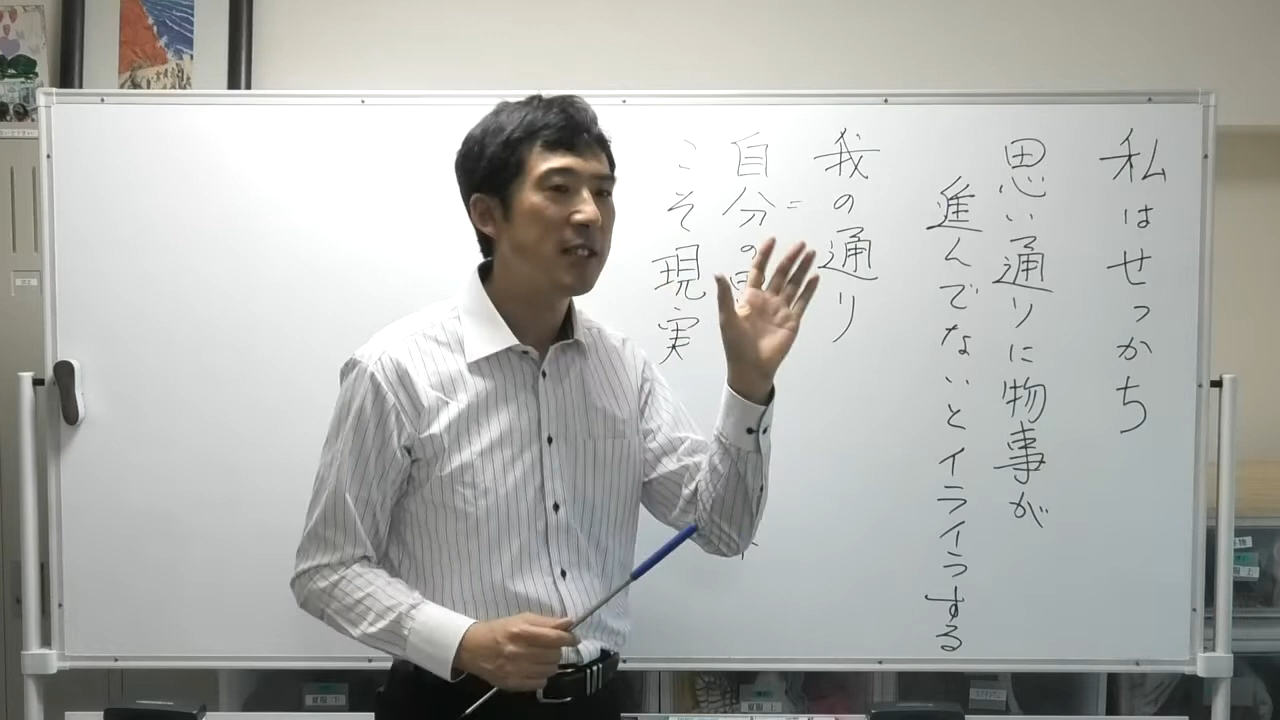 私はせっかち
思い通りに物事が
進んでないとイライラする
我の通り
=
自分の
こそ現実